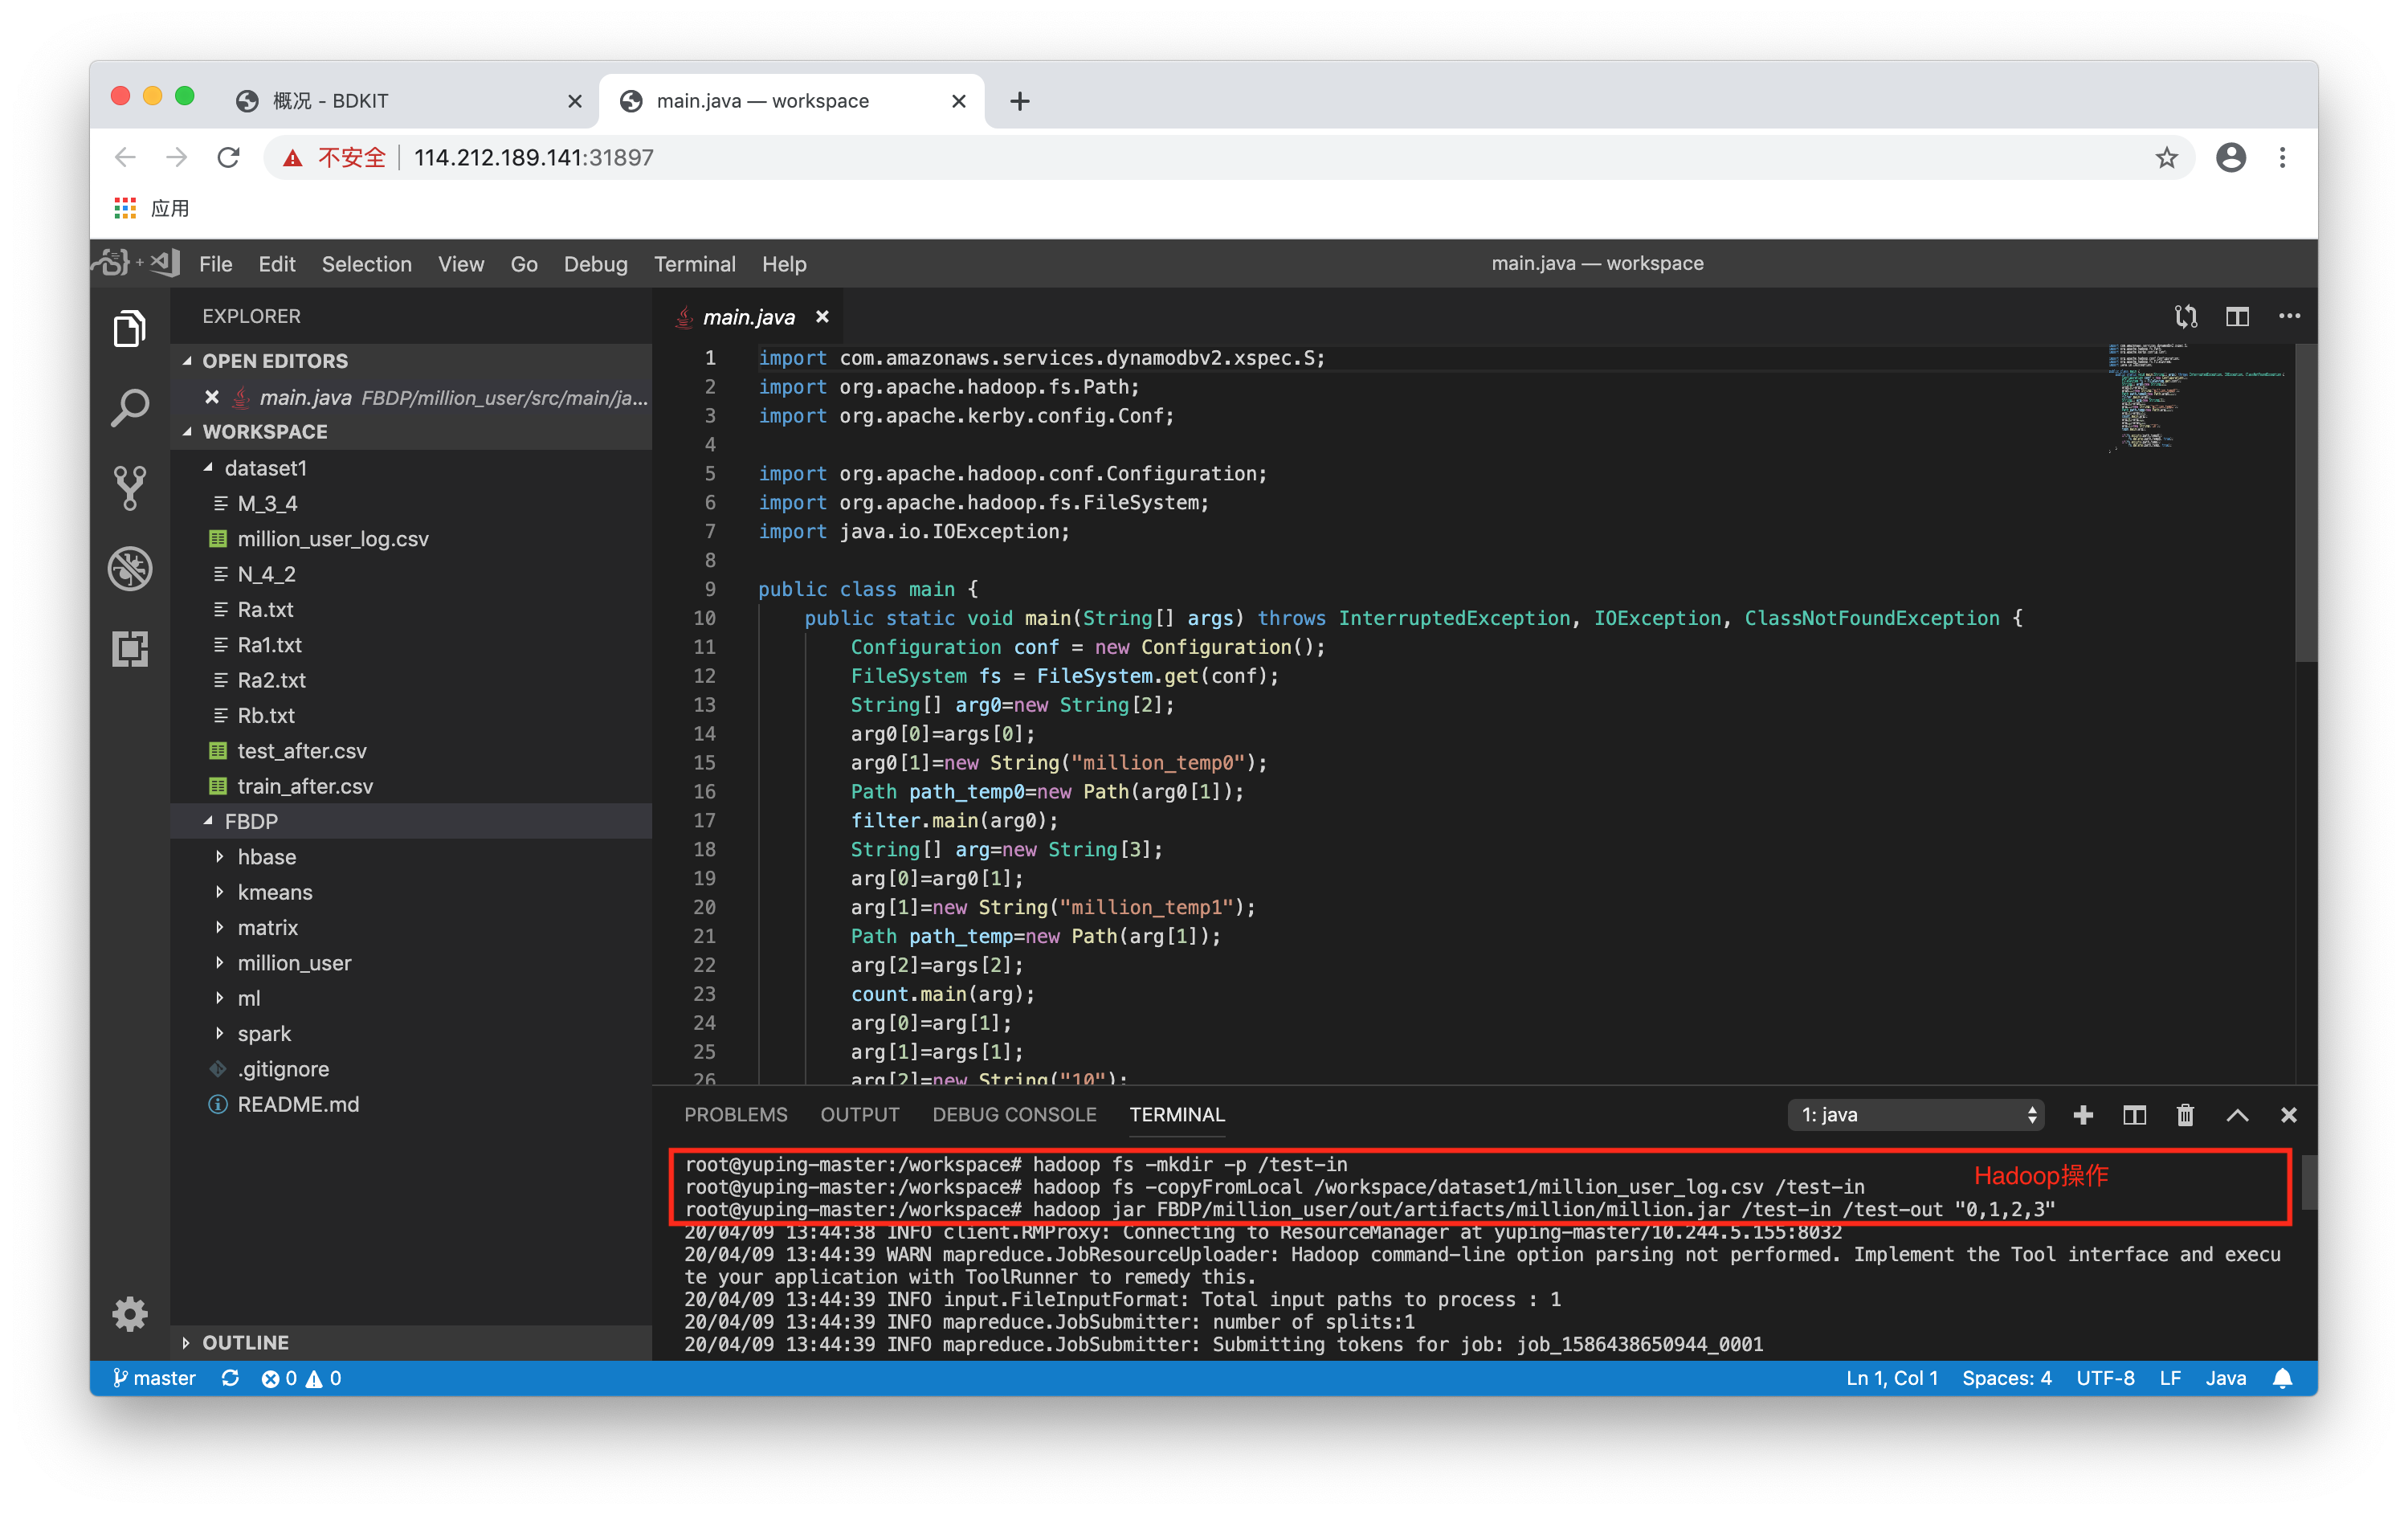 概况 - BDKIT
main.java — workspace
不安全
114.212.189.141:31897
应用
File Edit Selection View Go Debug Terminal Help
main.java — workspace
EXPLORER
OPEN EDITORS
main.java FBDP/million_user/src/main/ja...
WORKSPACE
dataset1
M_3_4
million_user_log.csv
N_4_2
Ra.txt
Ra1.txt
Ra2.txt
Rb.txt
test_after.csv
train_after.csv
FBDP
hbase
kmeans
matrix
million_user
ml
spark
.gitignore
README.md
OUTLINE
main.java
1 import com.amazonaws.services.dynamodbv2.xspec.S;
2 import org.apache.hadoop.fs.Path;
3 import org.apache.kerby.config.Conf;
4
5 import org.apache.hadoop.conf.Configuration;
6 import org.apache.hadoop.fs.FileSystem;
7 import java.io.IOException;
8
9 public class main {
10 public static void main(String[] args) throws InterruptedException, IOException, ClassNotFoundException {
11 Configuration conf = new Configuration();
12 FileSystem fs = FileSystem.get(conf);
13 String[] arg0=new String[2];
14 arg0[0]=args[0];
15 arg0[1]=new String("million_temp0");
16 Path path_temp0=new Path(arg0[1]);
17 filter.main(arg0);
18 String[] arg=new String[3];
19 arg[0]=arg0[1];
20 arg[1]=new String("million_temp1");
21 Path path_temp=new Path(arg[1]);
22 arg[2]=args[2];
23 count.main(arg);
24 arg[0]=arg[1];
25 arg[1]=args[1];
26 arg[2]=new String("10");
PROBLEMS OUTPUT DEBUG CONSOLE TERMINAL
1: java
root@yuping-master:/workspace# hadoop fs -mkdir -p /test-in
root@yuping-master:/workspace# hadoop fs -copyFromLocal /workspace/dataset1/million_user_log.csv /test-in
Hadoop操作
root@yuping-master:/workspace# hadoop jar FBDP/million_user/out/artifacts/million/million.jar /test-in /test-out "0,1,2,3"
20/04/09 13:44:38 INFO client.RMProxy: Connecting to ResourceManager at yuping-master/10.244.5.155:8032
20/04/09 13:44:39 WARN mapreduce.JobResourceUploader: Hadoop command-line option parsing not performed. Implement the Tool interface and execu
te your application with ToolRunner to remedy this.
20/04/09 13:44:39 INFO input.FileInputFormat: Total input paths to process : 1
20/04/09 13:44:39 INFO mapreduce.JobSubmitter: number of splits:1
20/04/09 13:44:39 INFO mapreduce.JobSubmitter: Submitting tokens for job: job_1586438650944_0001
master 0 0
Ln 1, Col 1 Spaces: 4 UTF-8 LF Java